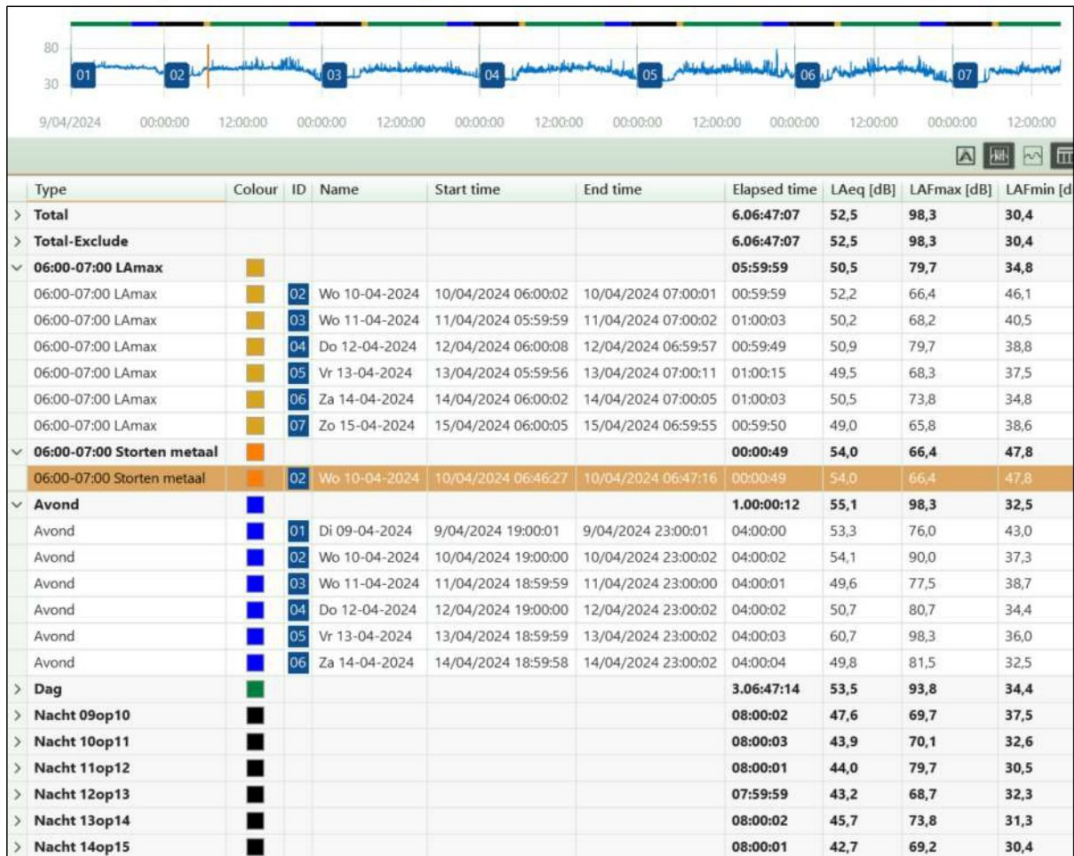 80
30
01 02 03 04 05 06 07
9/04/2024 00:00:00 12:00:00 00:00:00 12:00:00 00:00:00 12:00:00 00:00:00 12:00:00 00:00:00 12:00:00 00:00:00 12:00:00
Type Colour ID Name Start time End time Elapsed time LAeq [dB] LAFmax [dB] LAFmin [d
Total 6.06:47:07 52,5 98,3 30,4
Total-Exclude 6.06:47:07 52,5 98,3 30,4
06:00-07:00 LAmax 05:59:59 50,5 79,7 34,8
06:00-07:00 LAmax 02 Wo 10-04-2024 10/04/2024 06:00:02 10/04/2024 07:00:01 00:59:59 52,2 66,4 46,1
06:00-07:00 LAmax 03 Wo 11-04-2024 11/04/2024 05:59:59 11/04/2024 07:00:02 01:00:03 50,2 68,2 40,5
06:00-07:00 LAmax 04 Do 12-04-2024 12/04/2024 06:00:08 12/04/2024 06:59:57 00:59:49 50,9 79,7 38,8
06:00-07:00 LAmax 05 Vr 13-04-2024 13/04/2024 05:59:56 13/04/2024 07:00:11 01:00:15 49,5 68,3 37,5
06:00-07:00 LAmax 06 Za 14-04-2024 14/04/2024 06:00:02 14/04/2024 07:00:05 01:00:03 50,5 73,8 34,8
06:00-07:00 LAmax 07 Zo 15-04-2024 15/04/2024 06:00:05 15/04/2024 06:59:55 00:59:50 49,0 65,8 38,6
06:00-07:00 Storten metaal 00:00:49 54,0 66,4 47,8
06:00-07:00 Storten metaal 02 Wo 10-04-2024 10/04/2024 06:46:27 10/04/2024 06:47:16 00:00:49 54,0 66,4 47,8
Avond 1.00:00:12 55,1 98,3 32,5
Avond 01 Di 09-04-2024 9/04/2024 19:00:01 9/04/2024 23:00:01 04:00:00 53,3 76,0 43,0
Avond 02 Wo 10-04-2024 10/04/2024 19:00:00 10/04/2024 23:00:02 04:00:02 54,1 90,0 37,3
Avond 03 Wo 11-04-2024 11/04/2024 18:59:59 11/04/2024 23:00:00 04:00:01 49,6 77,5 38,7
Avond 04 Do 12-04-2024 12/04/2024 19:00:00 12/04/2024 23:00:02 04:00:02 50,7 80,7 34,4
Avond 05 Vr 13-04-2024 13/04/2024 18:59:59 13/04/2024 23:00:02 04:00:03 60,7 98,3 36,0
Avond 06 Za 14-04-2024 14/04/2024 18:59:58 14/04/2024 23:00:02 04:00:04 49,8 81,5 32,5
Dag 3.06:47:14 53,5 93,8 34,4
Nacht 09op10 08:00:02 47,6 69,7 37,5
Nacht 10op11 08:00:03 43,9 70,1 32,6
Nacht 11op12 08:00:01 44,0 79,7 30,5
Nacht 12op13 07:59:59 43,2 68,7 32,3
Nacht 13op14 08:00:02 45,7 73,8 31,3
Nacht 14op15 08:00:01 42,7 69,2 30,4